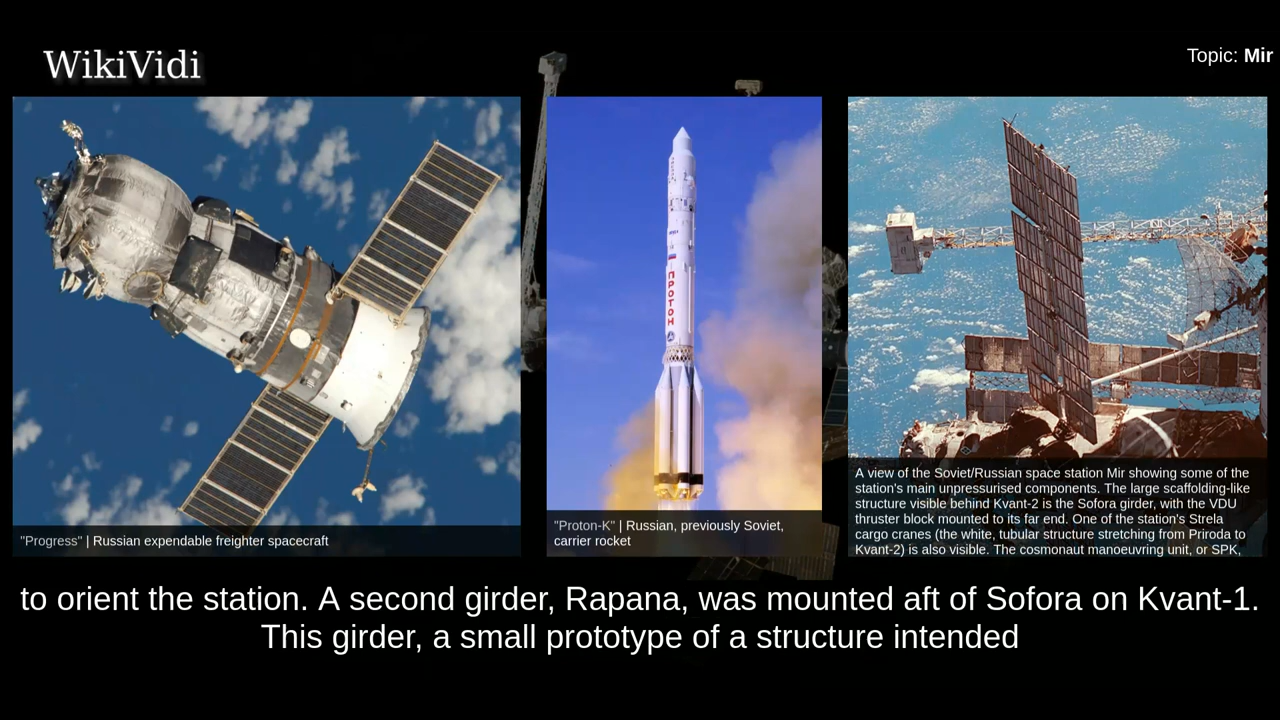 WikiVidi
Topic: Mir
ПРОТОН
"Progress" | Russian expendable freighter spacecraft
"Proton-K" | Russian, previously Soviet,
carrier rocket
A view of the Soviet/Russian space station Mir showing some of the
station's main unpressurised components. The large scaffolding-like
structure visible behind Kvant-2 is the Sofora girder, with the VDU
thruster block mounted to its far end. One of the station's Strela
cargo cranes (the white, tubular structure stretching from Priroda to
Kvant-2) is also visible. The cosmonaut manoeuvring unit, or SPK,
to orient the station. A second girder, Rapana, was mounted aft of Sofora on Kvant-1.
This girder, a small prototype of a structure intended